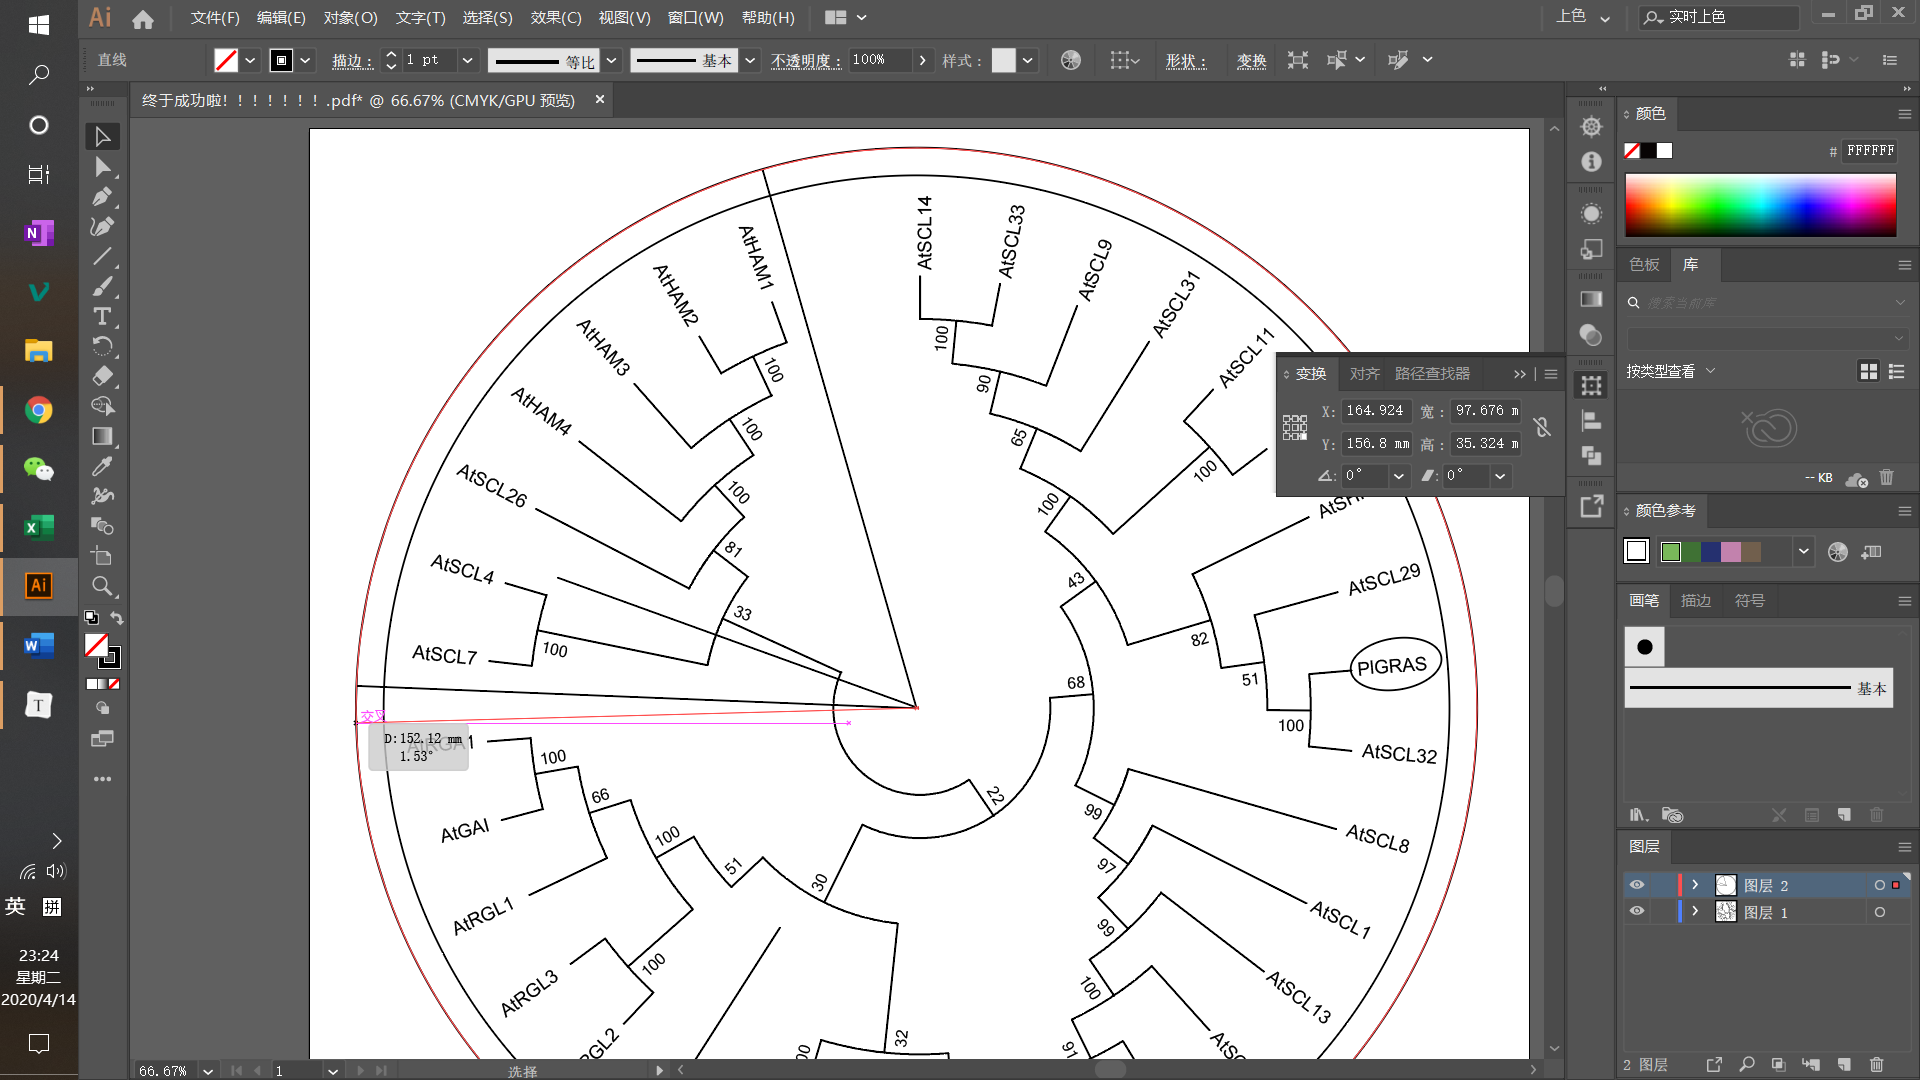 Ai 文件(F) 编辑(E) 对象(O) 文字(T) 选择(S) 效果(C) 视图(V) 窗口(W) 帮助(H) 上色 实时上色
直线 描边： 1 pt 等比 基本 不透明度： 100% 样式： 形状： 变换
终于成功啦！！！！！！！.pdf* @ 66.67% (CMYK/GPU 预览) ×
AtSCL14
AtSCL33
AtSCL9
AtSCL31
AtSCL11
AtSCL29
PIGRAS
AtSCL32
AtSCL8
AtSCL1
AtSCL13
AtHAM1
AtHAM2
AtHAM3
AtHAM4
AtSCL26
AtSCL4
AtSCL7
AtGAI
AtRGL1
AtRGL3
RGL2
100
90
65
100
100
43
82
51
100
68
99
97
99
100
91
22
100
100
100
81
33
100
100
66
100
51
30
100
32
00
交叉
D:152.12 mm
1.53°
变换 对齐 路径查找器
X: 164.924 宽： 97.676 m
Y: 156.8 mm 高： 35.324 m
0° 0°
颜色
# FFFFFF
色板 库
搜索当前库
按类型查看
-- KB
颜色参考
画笔 描边 符号
基本
图层
图层 2
图层 1
2 图层
N
X
Ai
W
T
英 拼
23:24
星期二
2020/4/14
66.67% 1 选择